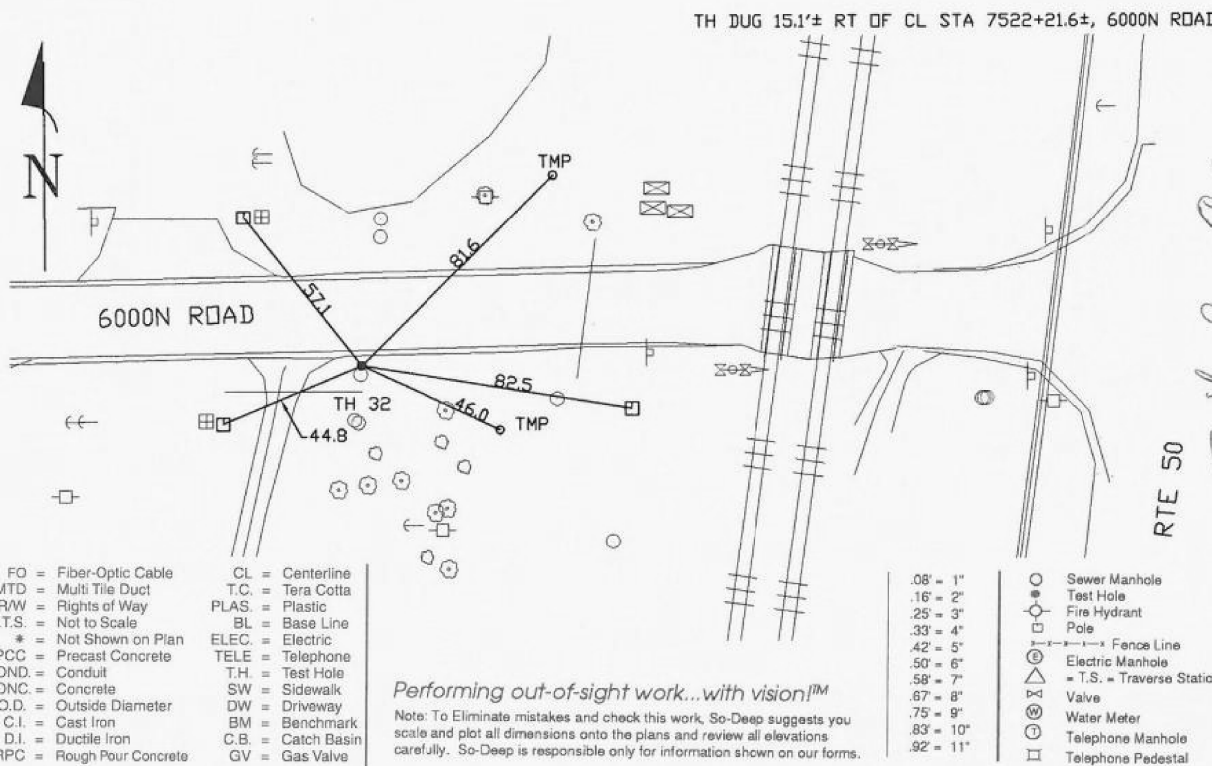 TH DUG 15.1'± RT OF CL STA 7522+21.6±, 6000N ROAD
N
TMP
81.6
57.1
6000N ROAD
TH 32
82.5
46.0
TMP
44.8
RTE 50
FO = Fiber-Optic Cable
MTD = Multi Tile Duct
R/W = Rights of Way
.T.S. = Not to Scale
* = Not Shown on Plan
PCC = Precast Concrete
OND. = Conduit
ONC. = Concrete
O.D. = Outside Diameter
C.I. = Cast Iron
D.I. = Ductile Iron
RPC = Rough Pour Concrete
CL = Centerline
T.C. = Tera Cotta
PLAS. = Plastic
BL = Base Line
ELEC. = Electric
TELE = Telephone
T.H. = Test Hole
SW = Sidewalk
DW = Driveway
BM = Benchmark
C.B. = Catch Basin
GV = Gas Valve
Performing out-of-sight work...with vision!™
Note: To Eliminate mistakes and check this work, So-Deep suggests you
scale and plot all dimensions onto the plans and review all elevations
carefully. So-Deep is responsible only for information shown on our forms.
.08' = 1"
.16' = 2"
.25' = 3"
.33' = 4"
.42' = 5"
.50' = 6"
.58' = 7"
.67' = 8"
.75' = 9"
.83' = 10"
.92' = 11"
Sewer Manhole
Test Hole
Fire Hydrant
Pole
Fence Line
E Electric Manhole
= T.S. = Traverse Statio
Valve
W Water Meter
T Telephone Manhole
Telephone Pedestal